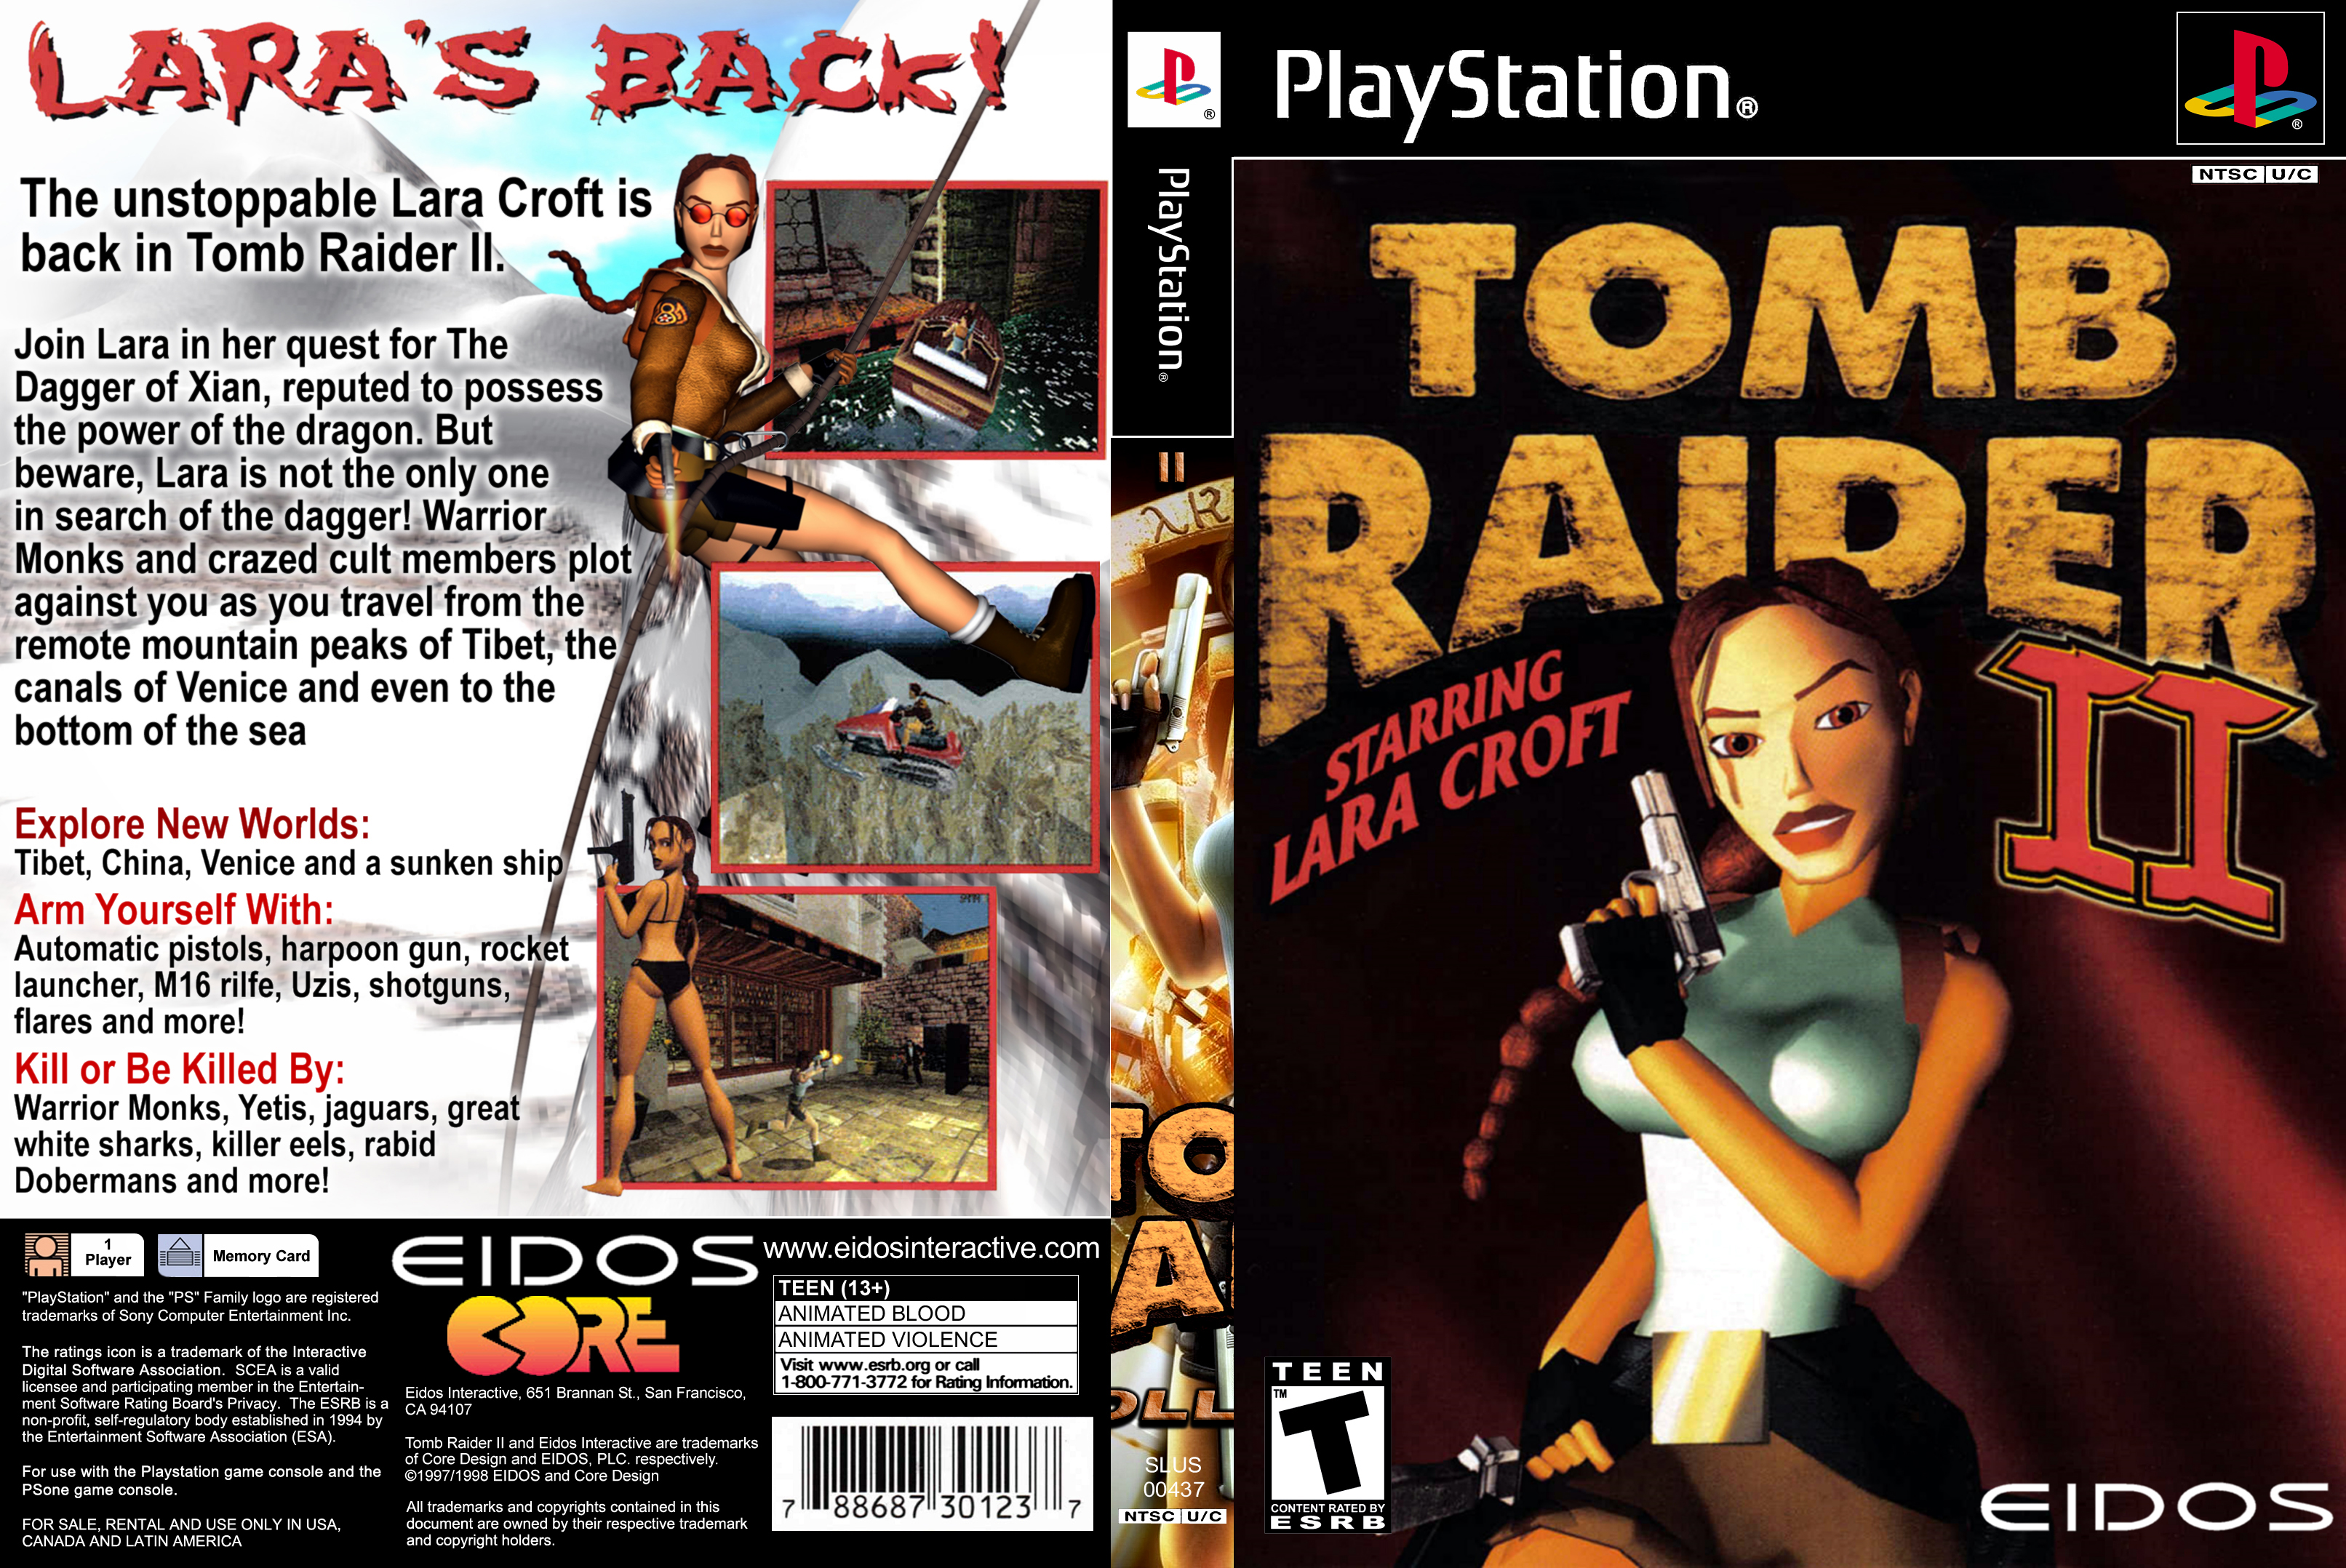 LARA'S BACK!
The unstoppable Lara Croft is
back in Tomb Raider II.
Join Lara in her quest for The
Dagger of Xian, reputed to possess
the power of the dragon. But
beware, Lara is not the only one
in search of the dagger! Warrior
Monks and crazed cult members plot
against you as you travel from the
remote mountain peaks of Tibet, the
canals of Venice and even to the
bottom of the sea
Explore New Worlds:
Tibet, China, Venice and a sunken ship
Arm Yourself With:
Automatic pistols, harpoon gun, rocket
launcher, M16 rilfe, Uzis, shotguns,
flares and more!
Kill or Be Killed By:
Warrior Monks, Yetis, jaguars, great
white sharks, killer eels, rabid
Dobermans and more!
1
Player
Memory Card
"PlayStation" and the "PS" Family logo are registered
trademarks of Sony Computer Entertainment Inc.
The ratings icon is a trademark of the Interactive
Digital Software Association. SCEA is a valid
licensee and participating member in the Entertain-
ment Software Rating Board's Privacy. The ESRB is a
non-profit, self-regulatory body established in 1994 by
the Entertainment Software Association (ESA).
For use with the Playstation game console and the
PSone game console.
FOR SALE, RENTAL AND USE ONLY IN USA,
CANADA AND LATIN AMERICA
EIDOS
CORE
Eidos Interactive, 651 Brannan St., San Francisco,
CA 94107
Tomb Raider II and Eidos Interactive are trademarks
of Core Design and EIDOS, PLC. respectively.
©1997/1998 EIDOS and Core Design
All trademarks and copyrights contained in this
document are owned by their respective trademark
and copyright holders.
www.eidosinteractive.com
TEEN (13+)
ANIMATED BLOOD
ANIMATED VIOLENCE
Visit www.esrb.org or call
1-800-771-3772 for Rating Information.
7 88687 30123 7
PlayStation®
II
TO
A
OLL
SLUS
00437
NTSC U/C
PlayStation®
NTSC U/C
TOMB
RAIDER
II
STARRING
LARA CROFT
TEEN
T™
CONTENT RATED BY
ESRB
EIDOS